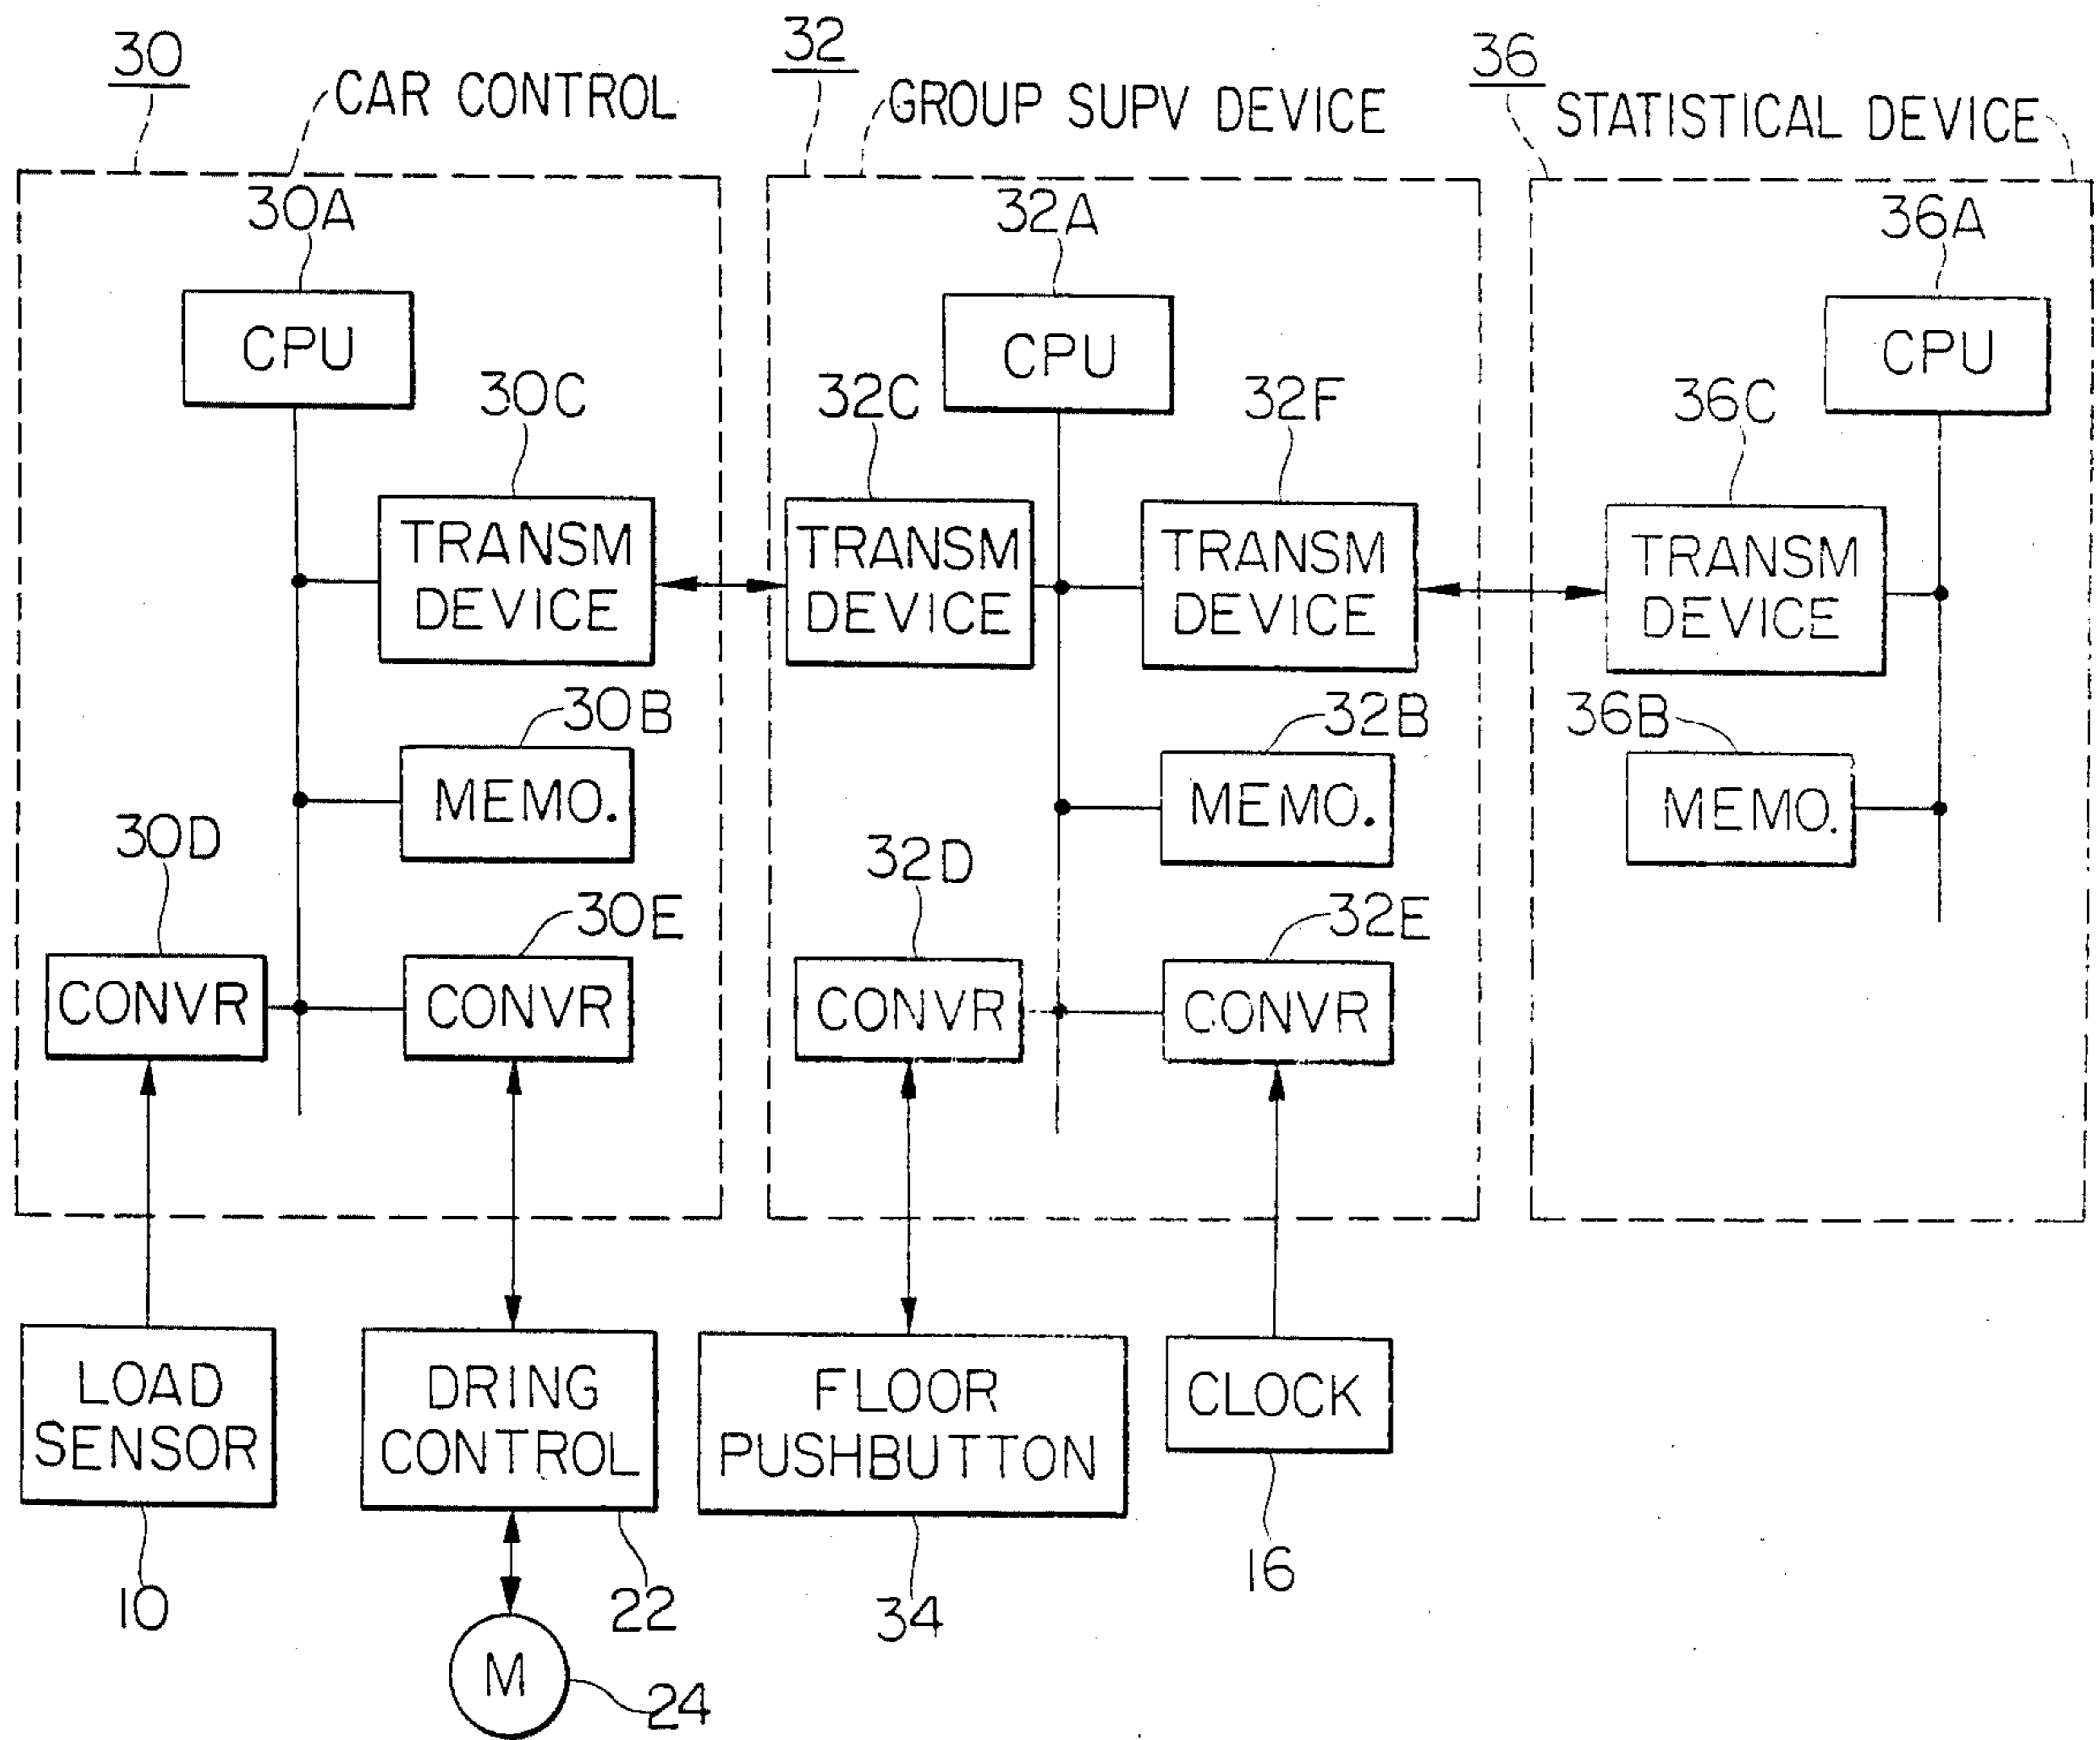 30
CAR CONTROL
32
GROUP SUPV DEVICE
36
STATISTICAL DEVICE
30A
32A
36A
CPU
CPU
CPU
30C
32C
32F
36C
TRANSM
DEVICE
TRANSM
DEVICE
TRANSM
DEVICE
TRANSM
DEVICE
30B
32B
36B
MEMO.
MEMO.
MEMO.
30D
32D
30E
32E
CONVR
CONVR
CONVR
CONVR
LOAD
SENSOR
DRING
CONTROL
FLOOR
PUSHBUTTON
CLOCK
10
22
34
16
M
24